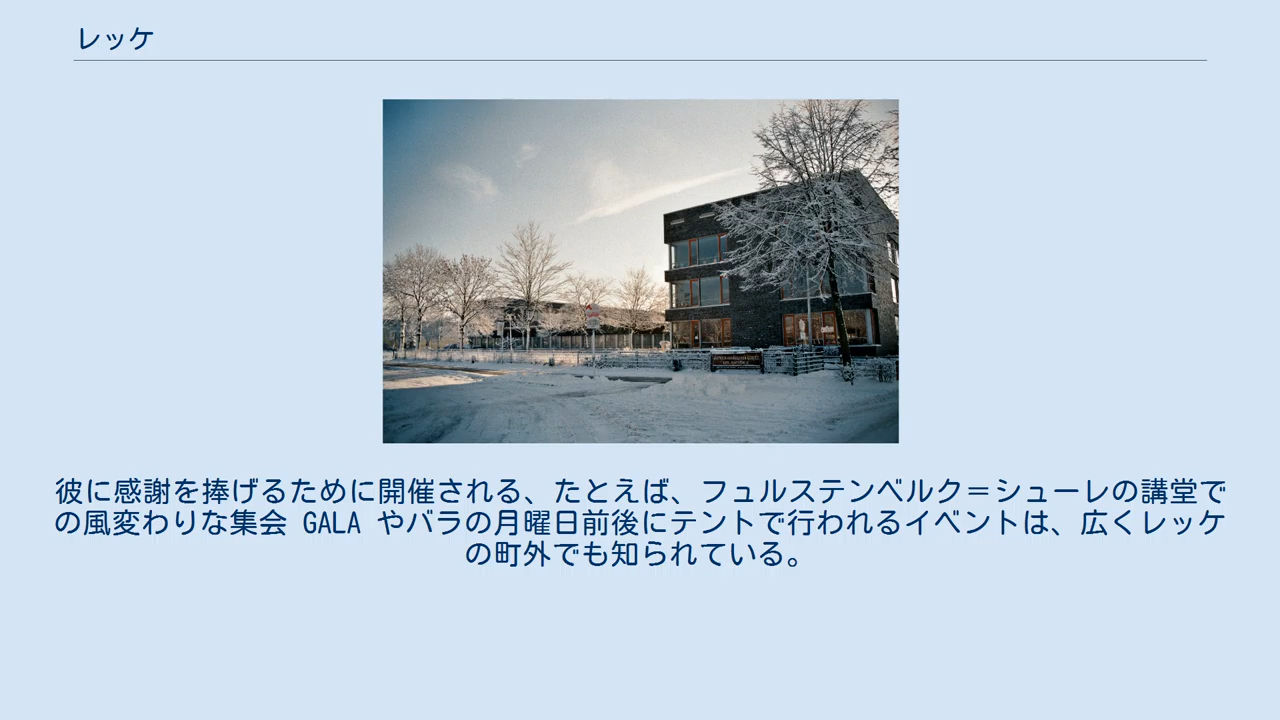 レッケ
彼に感謝を捧げるために開催される、たとえば、フュルステンベルク＝シューレの講堂で
の風変わりな集会 GALA やバラの月曜日前後にテントで行われるイベントは、広くレッケ
の町外でも知られている。